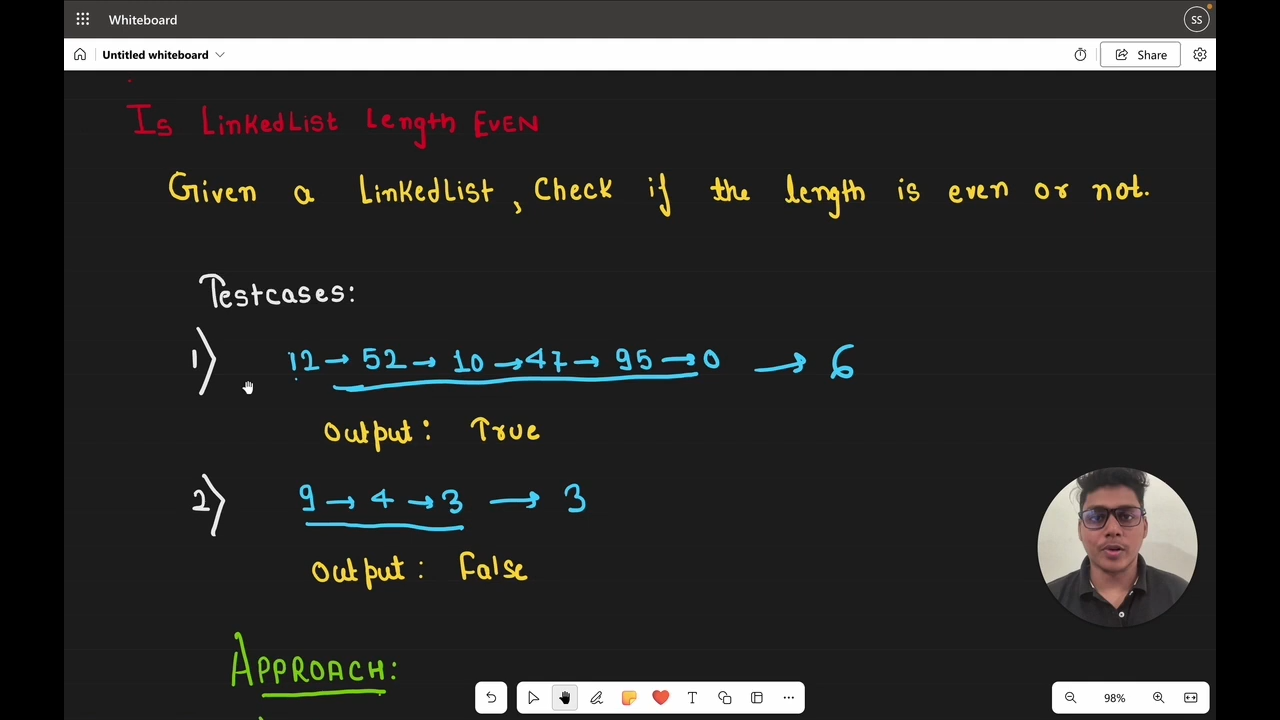 Whiteboard
SS
Untitled whiteboard
Share
Is LinkedList Length EVEN
Given a LinkedList, Check if the length is even or not.
Testcases:
1) 12 → 52 → 10 → 47 → 95 → 0 → 6
Output: True
2) 9 → 4 → 3 → 3
Output: False
APPROACH:
98%